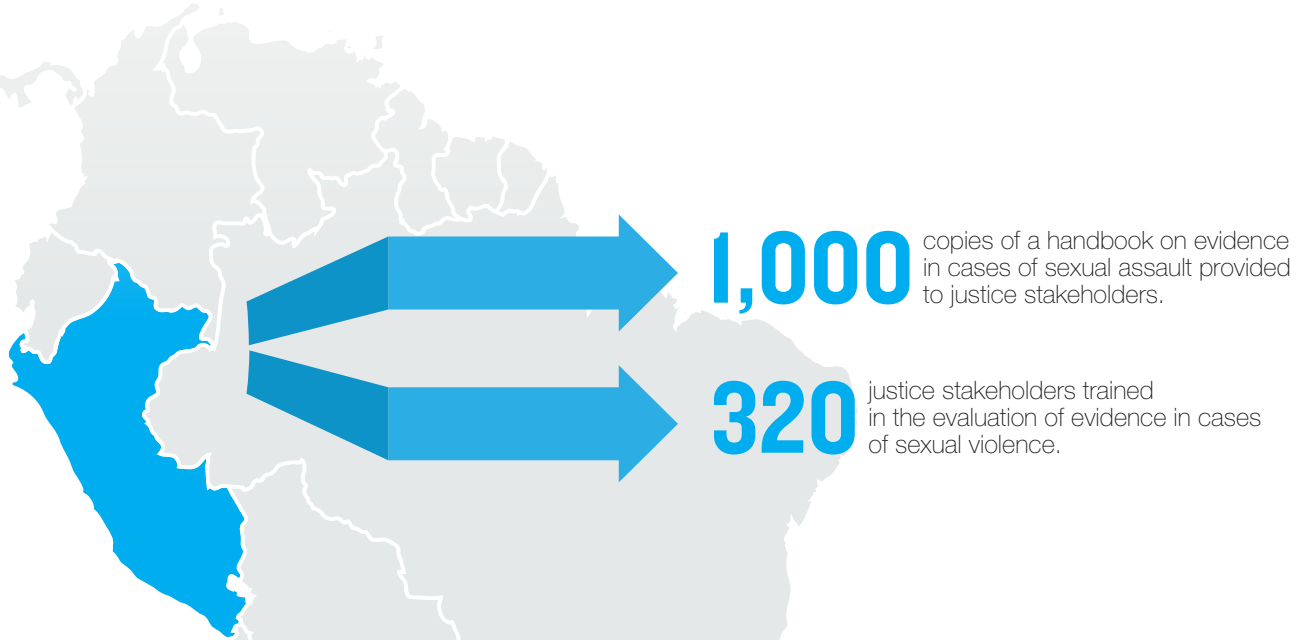 1,000
copies of a handbook on evidence
in cases of sexual assault provided
to justice stakeholders.
320
justice stakeholders trained
in the evaluation of evidence in cases
of sexual violence.